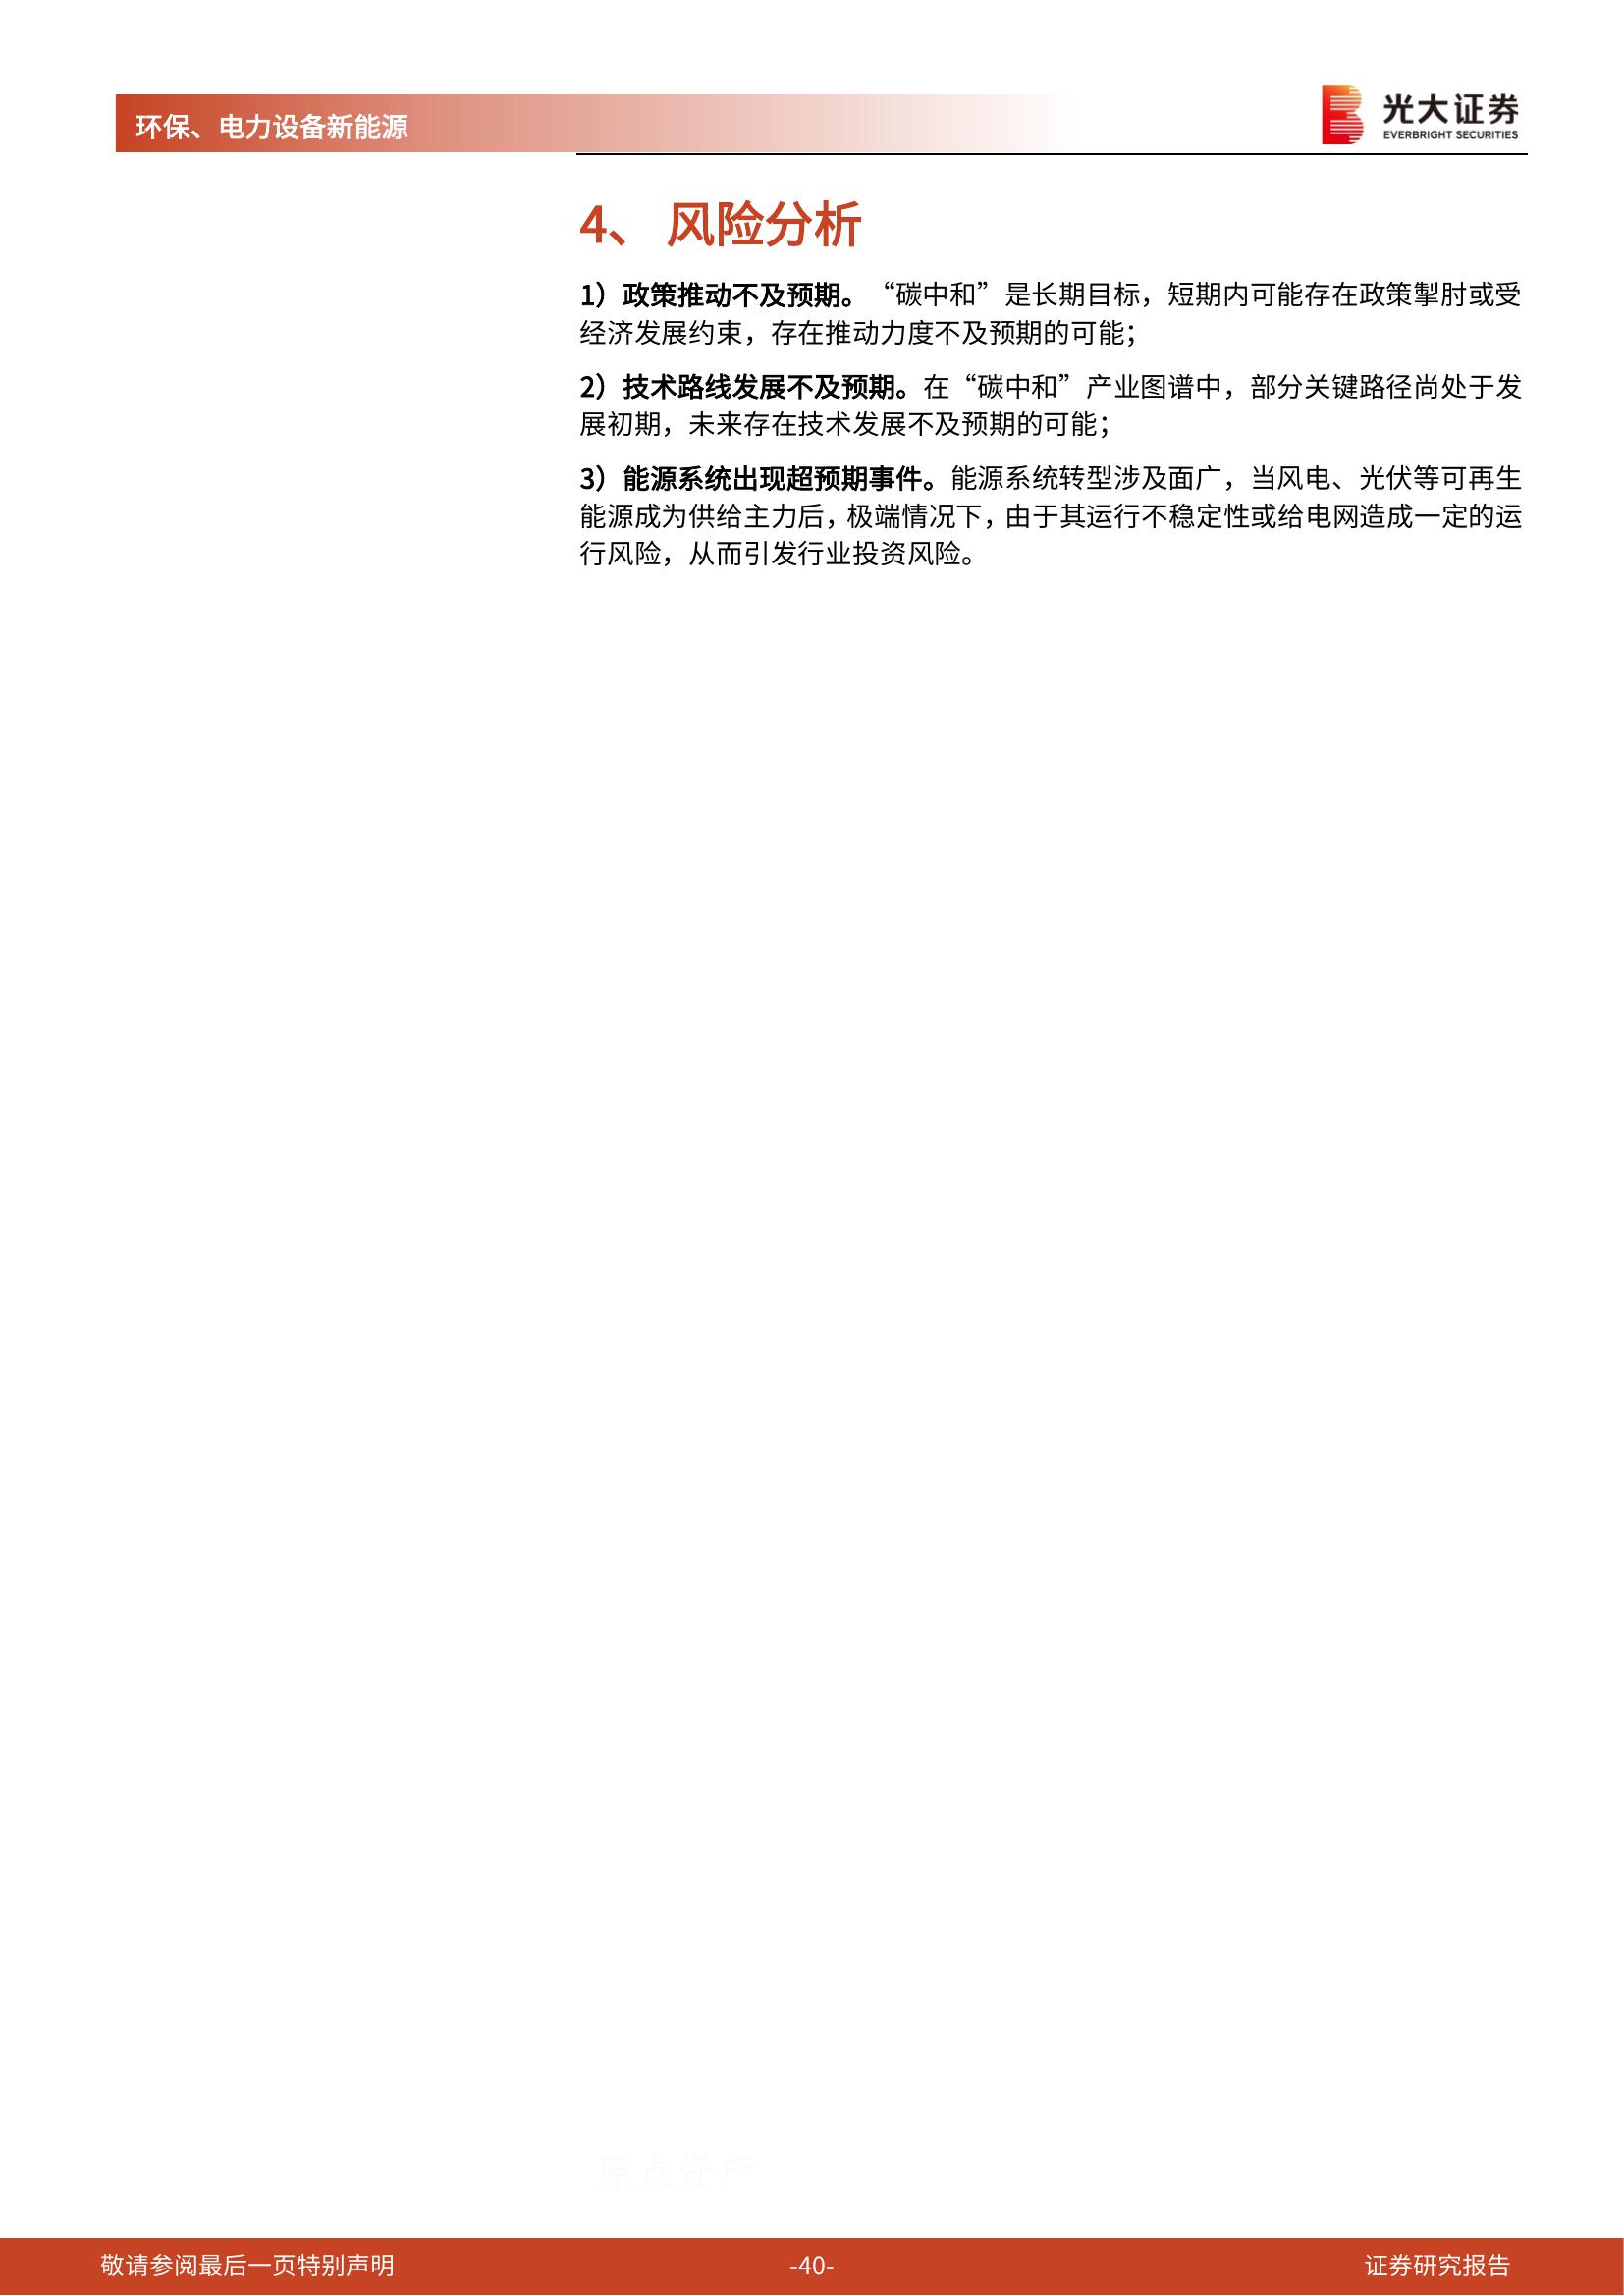 环保、电力设备新能源
光大证券
EVERBRIGHT SECURITIES
4、 风险分析
1）政策推动不及预期。“碳中和”是长期目标，短期内可能存在政策掣肘或受
经济发展约束，存在推动力度不及预期的可能；
2）技术路线发展不及预期。在“碳中和”产业图谱中，部分关键路径尚处于发
展初期，未来存在技术发展不及预期的可能；
3）能源系统出现超预期事件。能源系统转型涉及面广，当风电、光伏等可再生
能源成为供给主力后，极端情况下，由于其运行不稳定性或给电网造成一定的运
行风险，从而引发行业投资风险。
原点资产
敬请参阅最后一页特别声明
-40-
证券研究报告